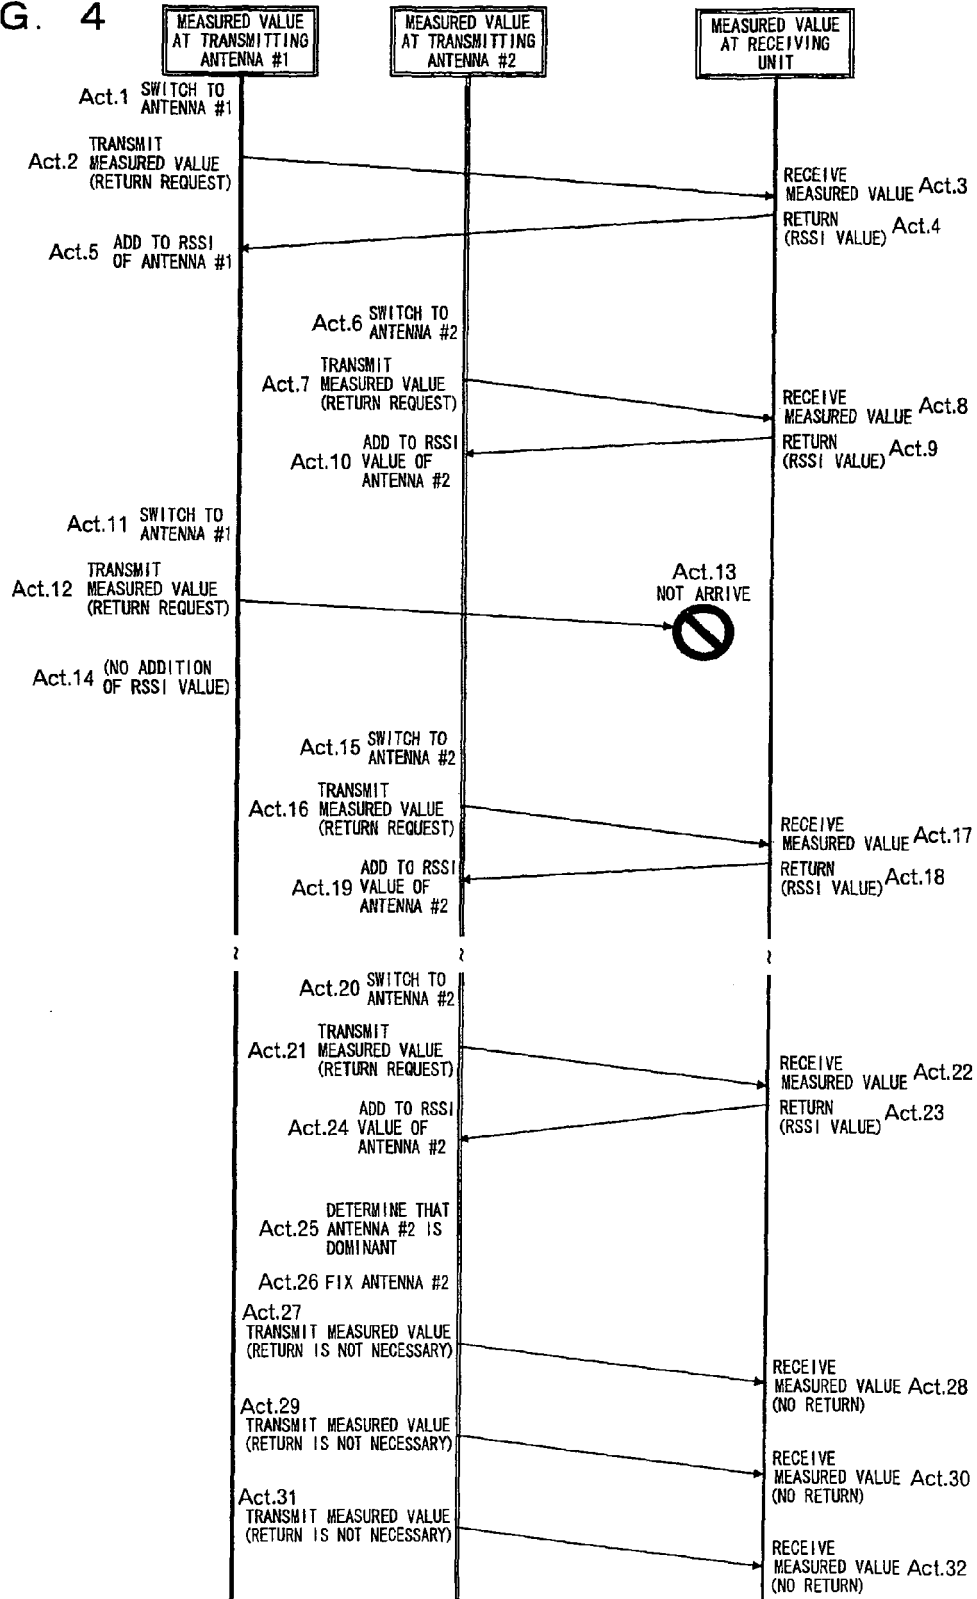 G. 4
MEASURED VALUE
AT TRANSMITTING
ANTENNA #1
MEASURED VALUE
AT TRANSMITTING
ANTENNA #2
MEASURED VALUE
AT RECEIVING
UNIT
Act.1 SWITCH TO
ANTENNA #1
Act.2 TRANSMIT
MEASURED VALUE
(RETURN REQUEST)
RECEIVE
MEASURED VALUE Act.3
RETURN
(RSSI VALUE) Act.4
Act.5 ADD TO RSSI
OF ANTENNA #1
Act.6 SWITCH TO
ANTENNA #2
Act.7 TRANSMIT
MEASURED VALUE
(RETURN REQUEST)
RECEIVE
MEASURED VALUE Act.8
RETURN
(RSSI VALUE) Act.9
Act.10 ADD TO RSSI
VALUE OF
ANTENNA #2
Act.11 SWITCH TO
ANTENNA #1
Act.12 TRANSMIT
MEASURED VALUE
(RETURN REQUEST)
Act.13
NOT ARRIVE
Act.14 (NO ADDITION
OF RSSI VALUE)
Act.15 SWITCH TO
ANTENNA #2
Act.16 TRANSMIT
MEASURED VALUE
(RETURN REQUEST)
RECEIVE
MEASURED VALUE Act.17
RETURN
(RSSI VALUE) Act.18
Act.19 ADD TO RSSI
VALUE OF
ANTENNA #2
Act.20 SWITCH TO
ANTENNA #2
Act.21 TRANSMIT
MEASURED VALUE
(RETURN REQUEST)
RECEIVE
MEASURED VALUE Act.22
RETURN
(RSSI VALUE) Act.23
Act.24 ADD TO RSSI
VALUE OF
ANTENNA #2
Act.25 DETERMINE THAT
ANTENNA #2 IS
DOMINANT
Act.26 FIX ANTENNA #2
Act.27
TRANSMIT MEASURED VALUE
(RETURN IS NOT NECESSARY)
RECEIVE
MEASURED VALUE Act.28
(NO RETURN)
Act.29
TRANSMIT MEASURED VALUE
(RETURN IS NOT NECESSARY)
RECEIVE
MEASURED VALUE Act.30
(NO RETURN)
Act.31
TRANSMIT MEASURED VALUE
(RETURN IS NOT NECESSARY)
RECEIVE
MEASURED VALUE Act.32
(NO RETURN)